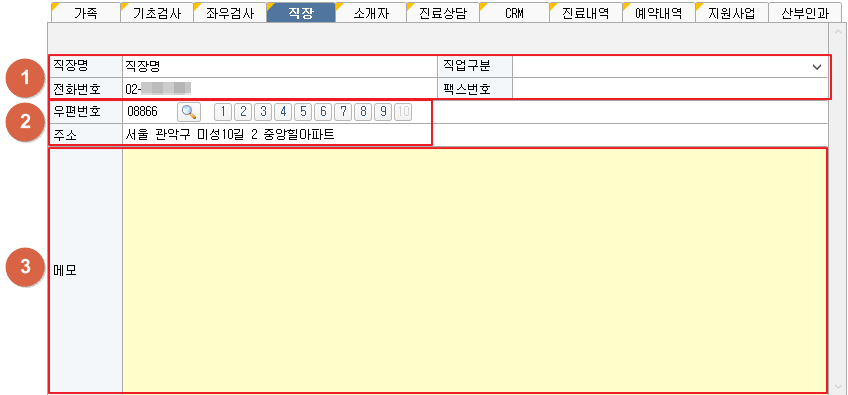 가족 기초검사 좌우검사 직장 소개자 진료상담 CRM 진료내역 예약내역 지원사업 산부인과
1 직장명 직장명 직업구분
전화번호 02- 팩스번호
2 우편번호 08866 1 2 3 4 5 6 7 8 9 10
주소 서울 관악구 미성10길 2 중앙힐아파트
3 메모